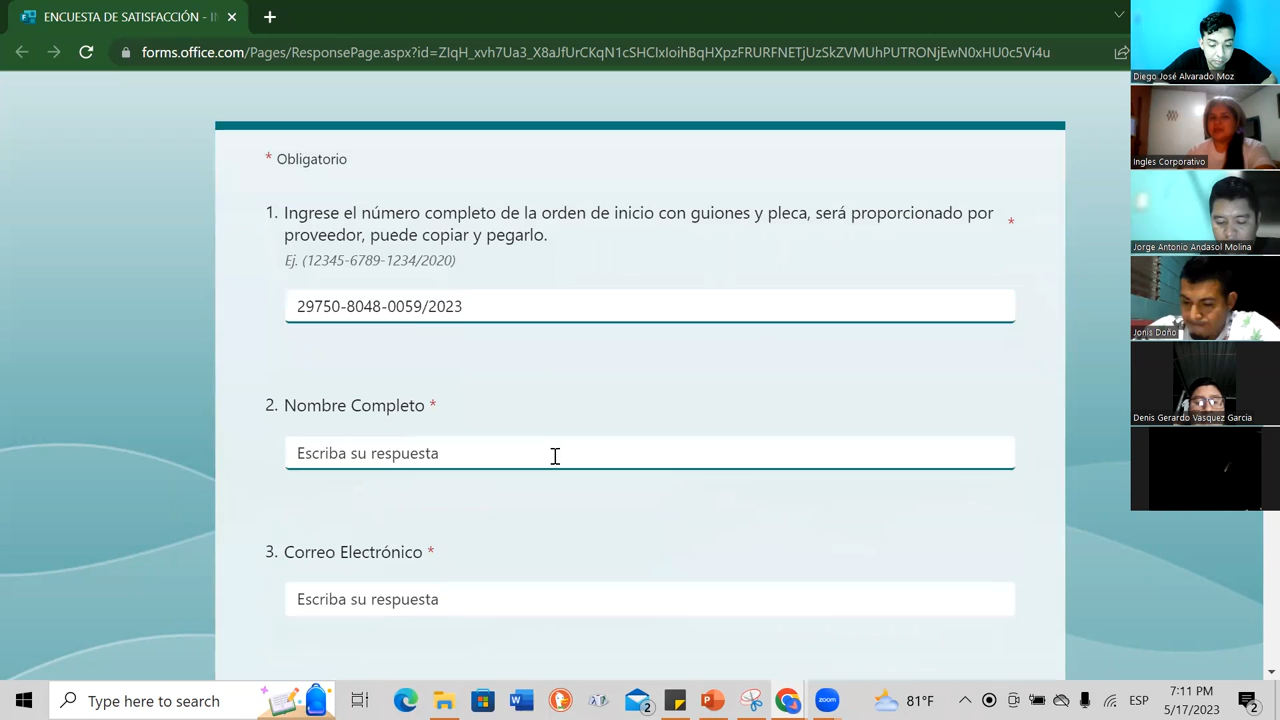 ENCUESTA DE SATISFACCIÓN - I
forms.office.com/Pages/ResponsePage.aspx?id=ZIqH_xvh7Ua3_X8aJfUrCKqN1cSHCIxIoihBqHXpzFRURFNETjUzSkZVMUhPUTRONjEwN0xHU0c5Vi4u
* Obligatorio
1. Ingrese el número completo de la orden de inicio con guiones y pleca, será proporcionado por
proveedor, puede copiar y pegarlo. *
Ej. (12345-6789-1234/2020)
29750-8048-0059/2023
2. Nombre Completo *
Escriba su respuesta
3. Correo Electrónico *
Escriba su respuesta
Diego José Alvarado Moz
Ingles Corporativo
Jorge Antonio Andasol Molina
Jonis Doño
Denis Gerardo Vasquez García
Type here to search
2
81°F
ESP
7:11 PM
5/17/2023
2